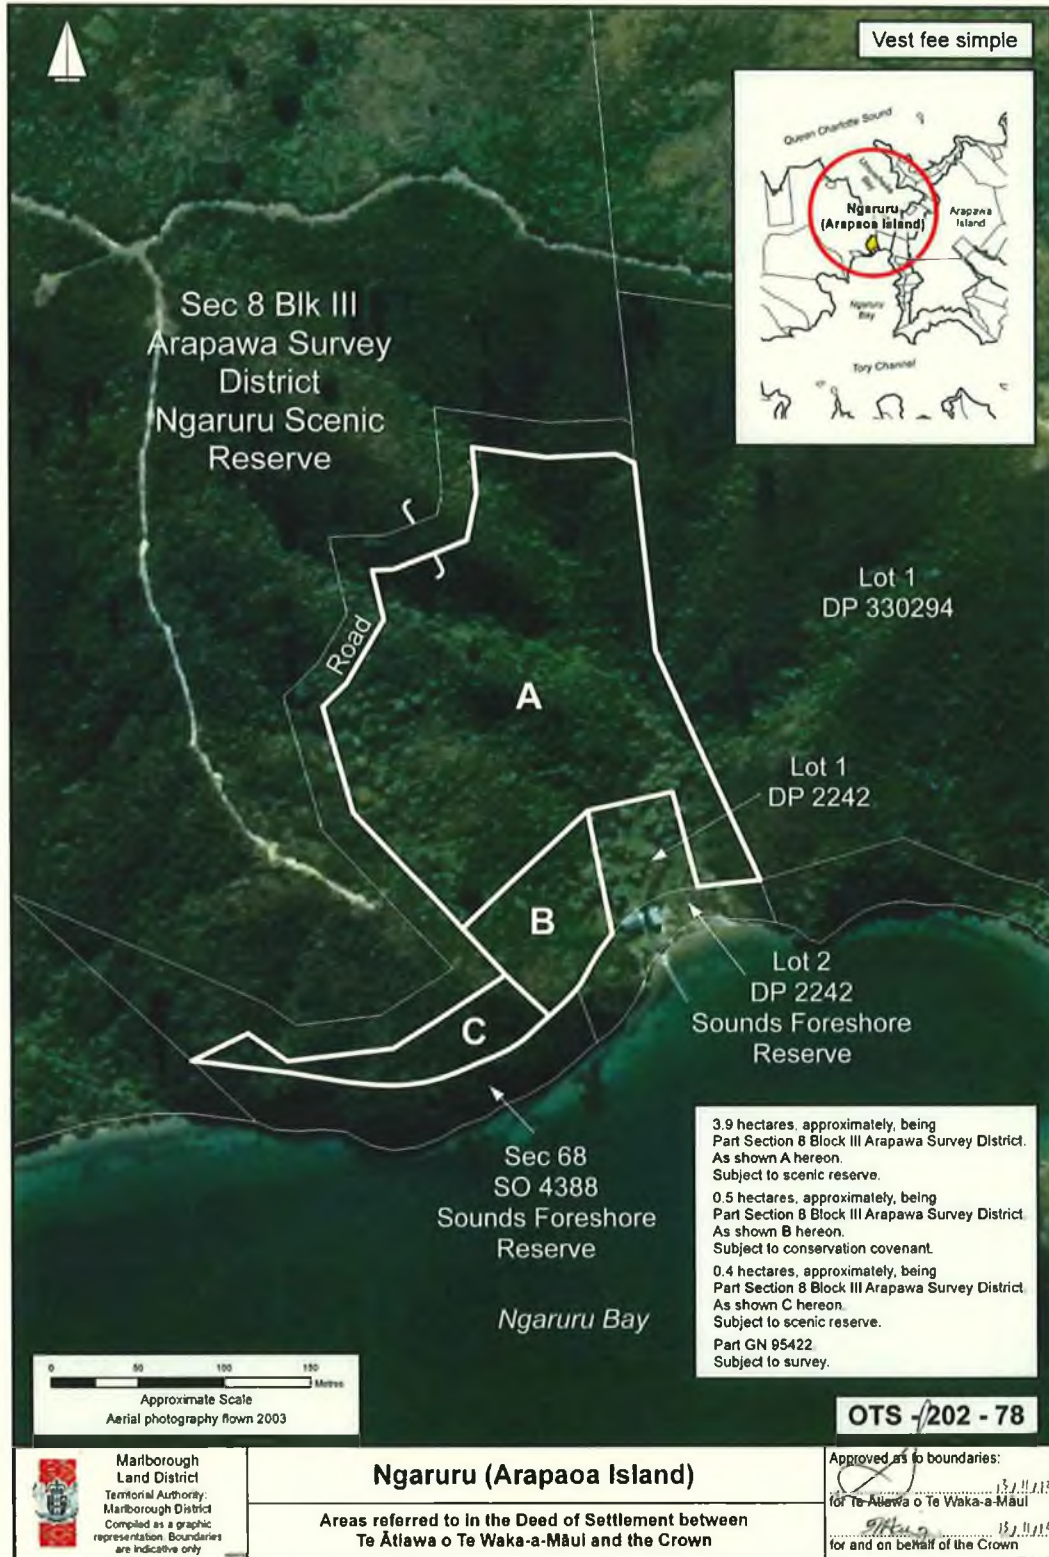 Vest fee simple
Queen Charlotte Sound
Ngaruru
(Arapaoa Island)
Arapawa
Island
Ngaruru
Bay
Tory Channel
Sec 8 Blk III
Arapawa Survey
District
Ngaruru Scenic
Reserve
Lot 1
DP 330294
Road
A
Lot 1
DP 2242
B
Lot 2
DP 2242
Sounds Foreshore
Reserve
C
Sec 68
SO 4388
Sounds Foreshore
Reserve
Ngaruru Bay
3.9 hectares, approximately, being
Part Section 8 Block III Arapawa Survey District.
As shown A hereon.
Subject to scenic reserve.
0.5 hectares, approximately, being
Part Section 8 Block III Arapawa Survey District
As shown B hereon.
Subject to conservation covenant.
0.4 hectares, approximately, being
Part Section 8 Block III Arapawa Survey District
As shown C hereon.
Subject to scenic reserve.
Part GN 95422
Subject to survey.
0 50 100 150
Metres
Approximate Scale
Aerial photography flown 2003
OTS - 202 - 78
Marlborough
Land District
Territorial Authority:
Marlborough District
Compiled as a graphic
representation. Boundaries
are indicative only
Ngaruru (Arapaoa Island)
Areas referred to in the Deed of Settlement between
Te Ātiawa o Te Waka-a-Māui and the Crown
Approved as to boundaries:
for Te Atiawa o Te Waka-a-Māui
for and on behalf of the Crown